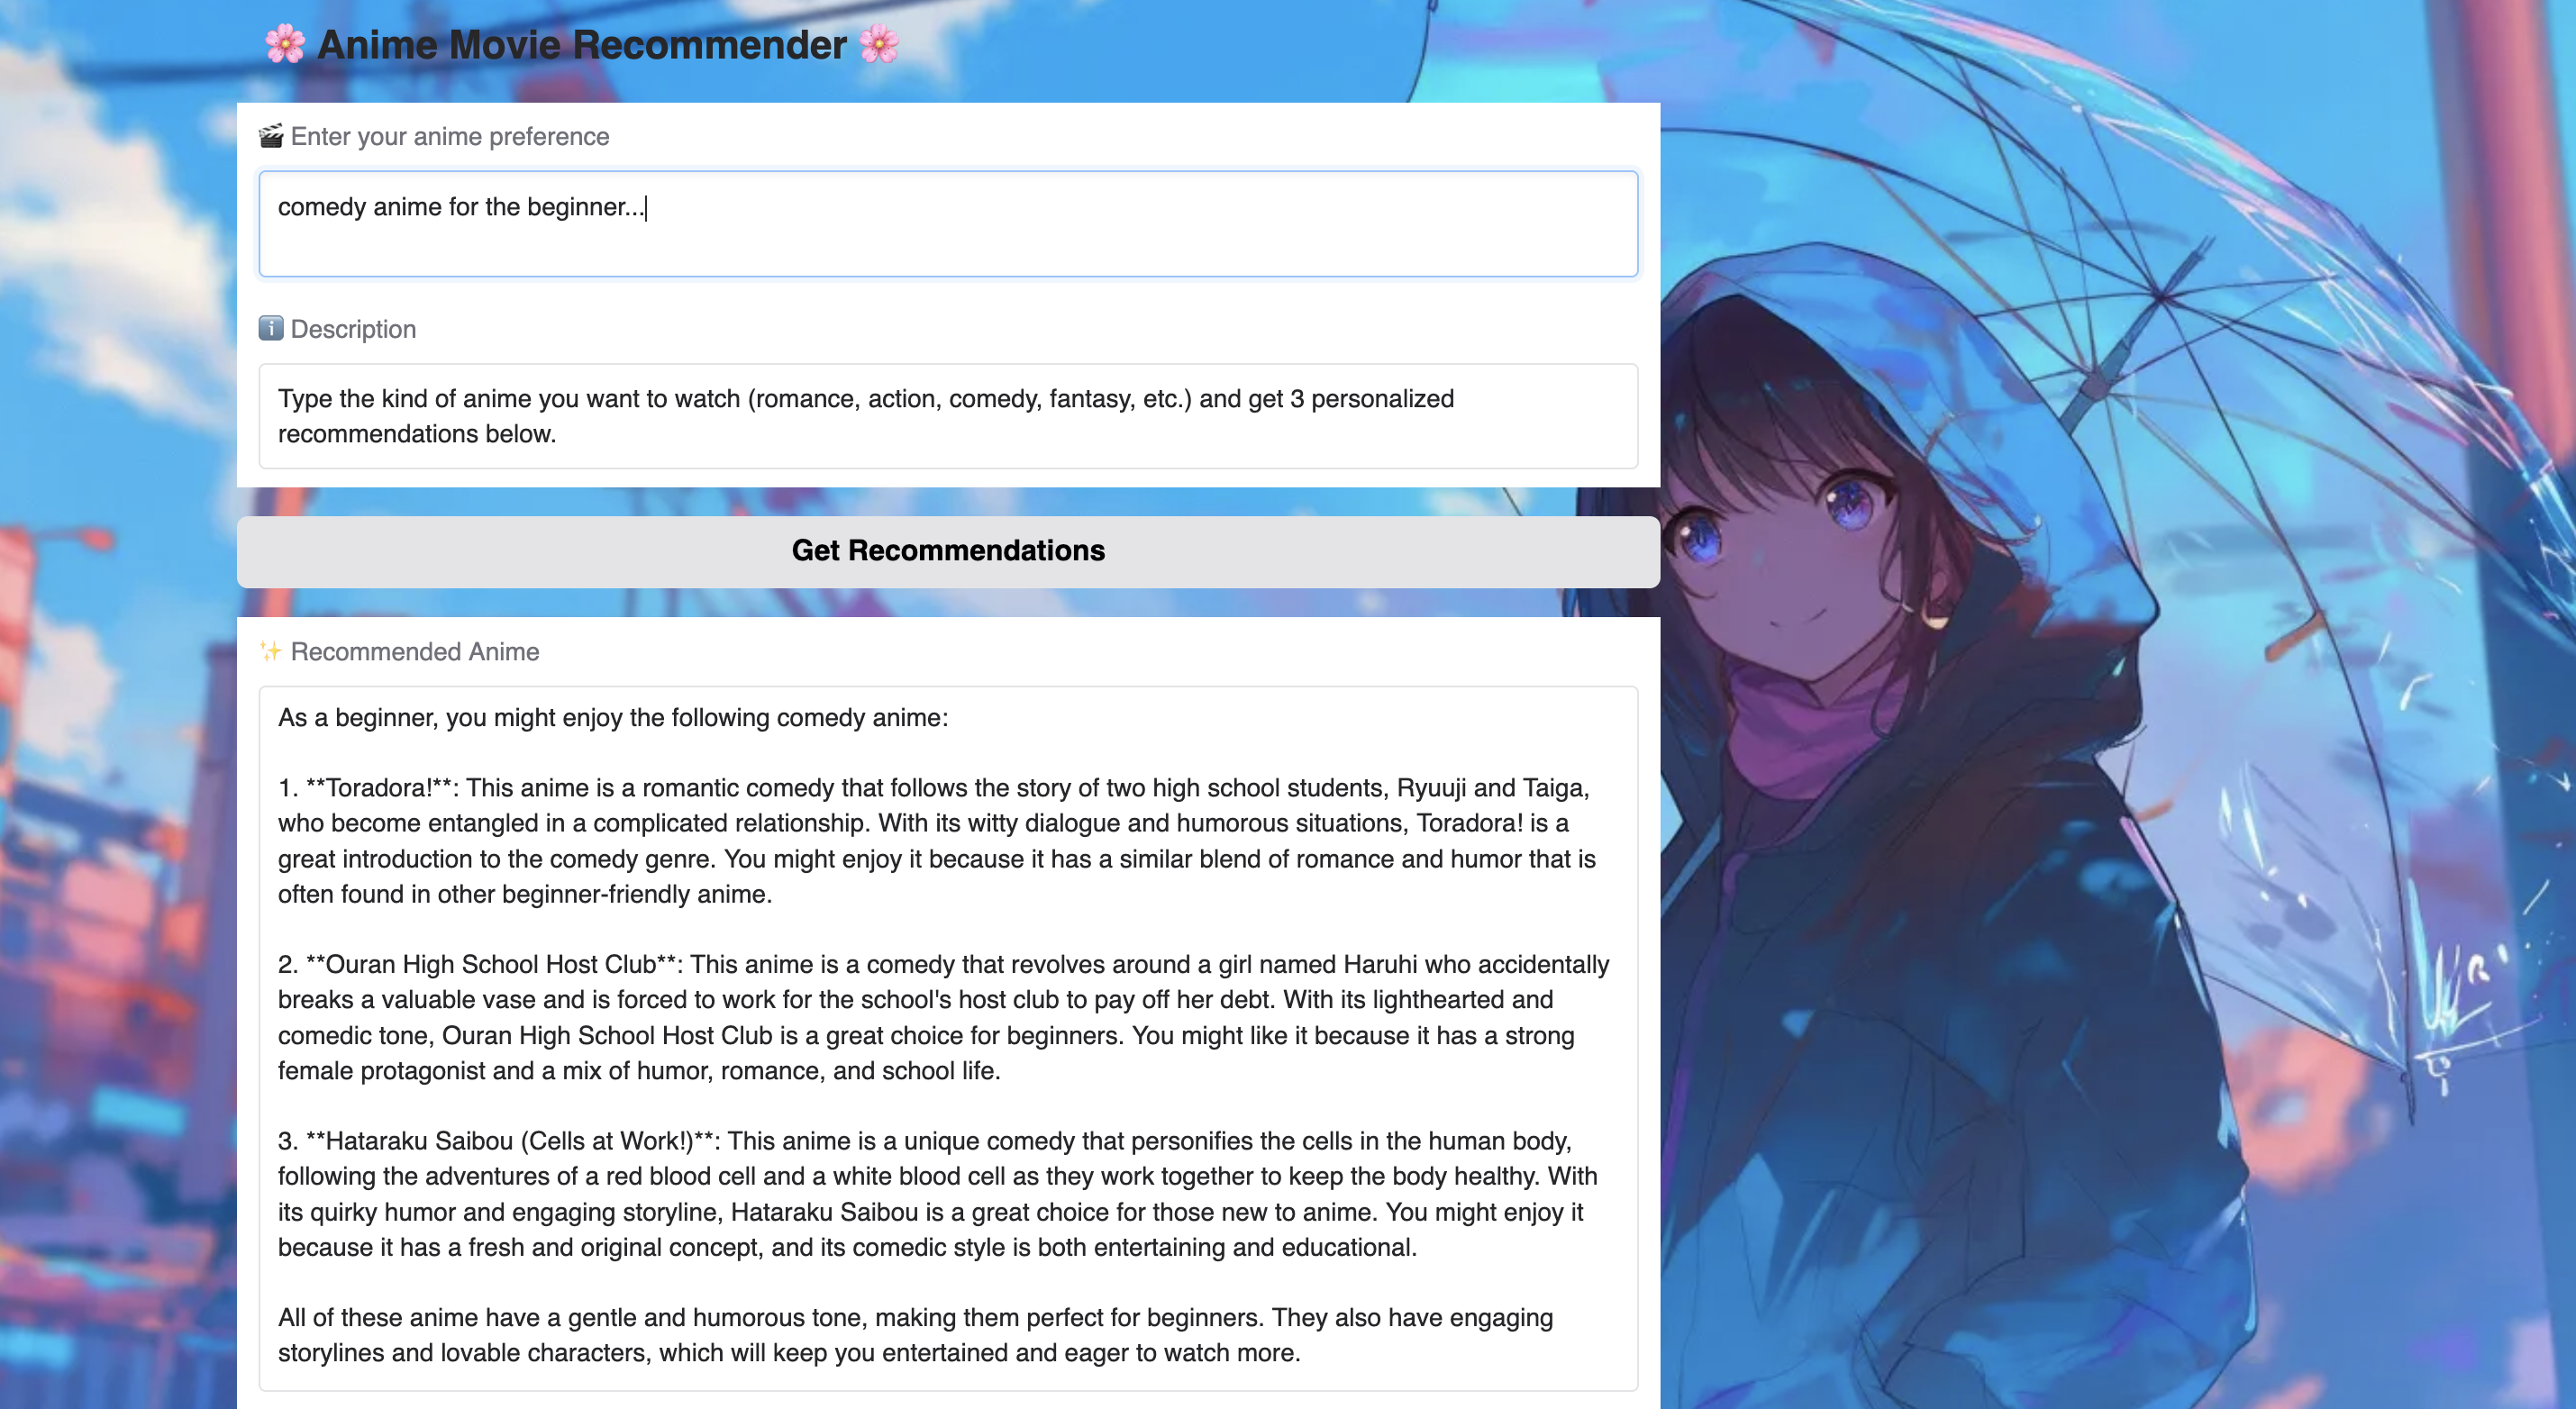 🌸 Anime Movie Recommender 🌸
🎬 Enter your anime preference
comedy anime for the beginner...
ℹ️ Description
Type the kind of anime you want to watch (romance, action, comedy, fantasy, etc.) and get 3 personalized
recommendations below.
Get Recommendations
✨ Recommended Anime
As a beginner, you might enjoy the following comedy anime:
1. **Toradora!**: This anime is a romantic comedy that follows the story of two high school students, Ryuuji and Taiga,
who become entangled in a complicated relationship. With its witty dialogue and humorous situations, Toradora! is a
great introduction to the comedy genre. You might enjoy it because it has a similar blend of romance and humor that is
often found in other beginner-friendly anime.
2. **Ouran High School Host Club**: This anime is a comedy that revolves around a girl named Haruhi who accidentally
breaks a valuable vase and is forced to work for the school's host club to pay off her debt. With its lighthearted and
comedic tone, Ouran High School Host Club is a great choice for beginners. You might like it because it has a strong
female protagonist and a mix of humor, romance, and school life.
3. **Hataraku Saibou (Cells at Work!)**: This anime is a unique comedy that personifies the cells in the human body,
following the adventures of a red blood cell and a white blood cell as they work together to keep the body healthy. With
its quirky humor and engaging storyline, Hataraku Saibou is a great choice for those new to anime. You might enjoy it
because it has a fresh and original concept, and its comedic style is both entertaining and educational.
All of these anime have a gentle and humorous tone, making them perfect for beginners. They also have engaging
storylines and lovable characters, which will keep you entertained and eager to watch more.